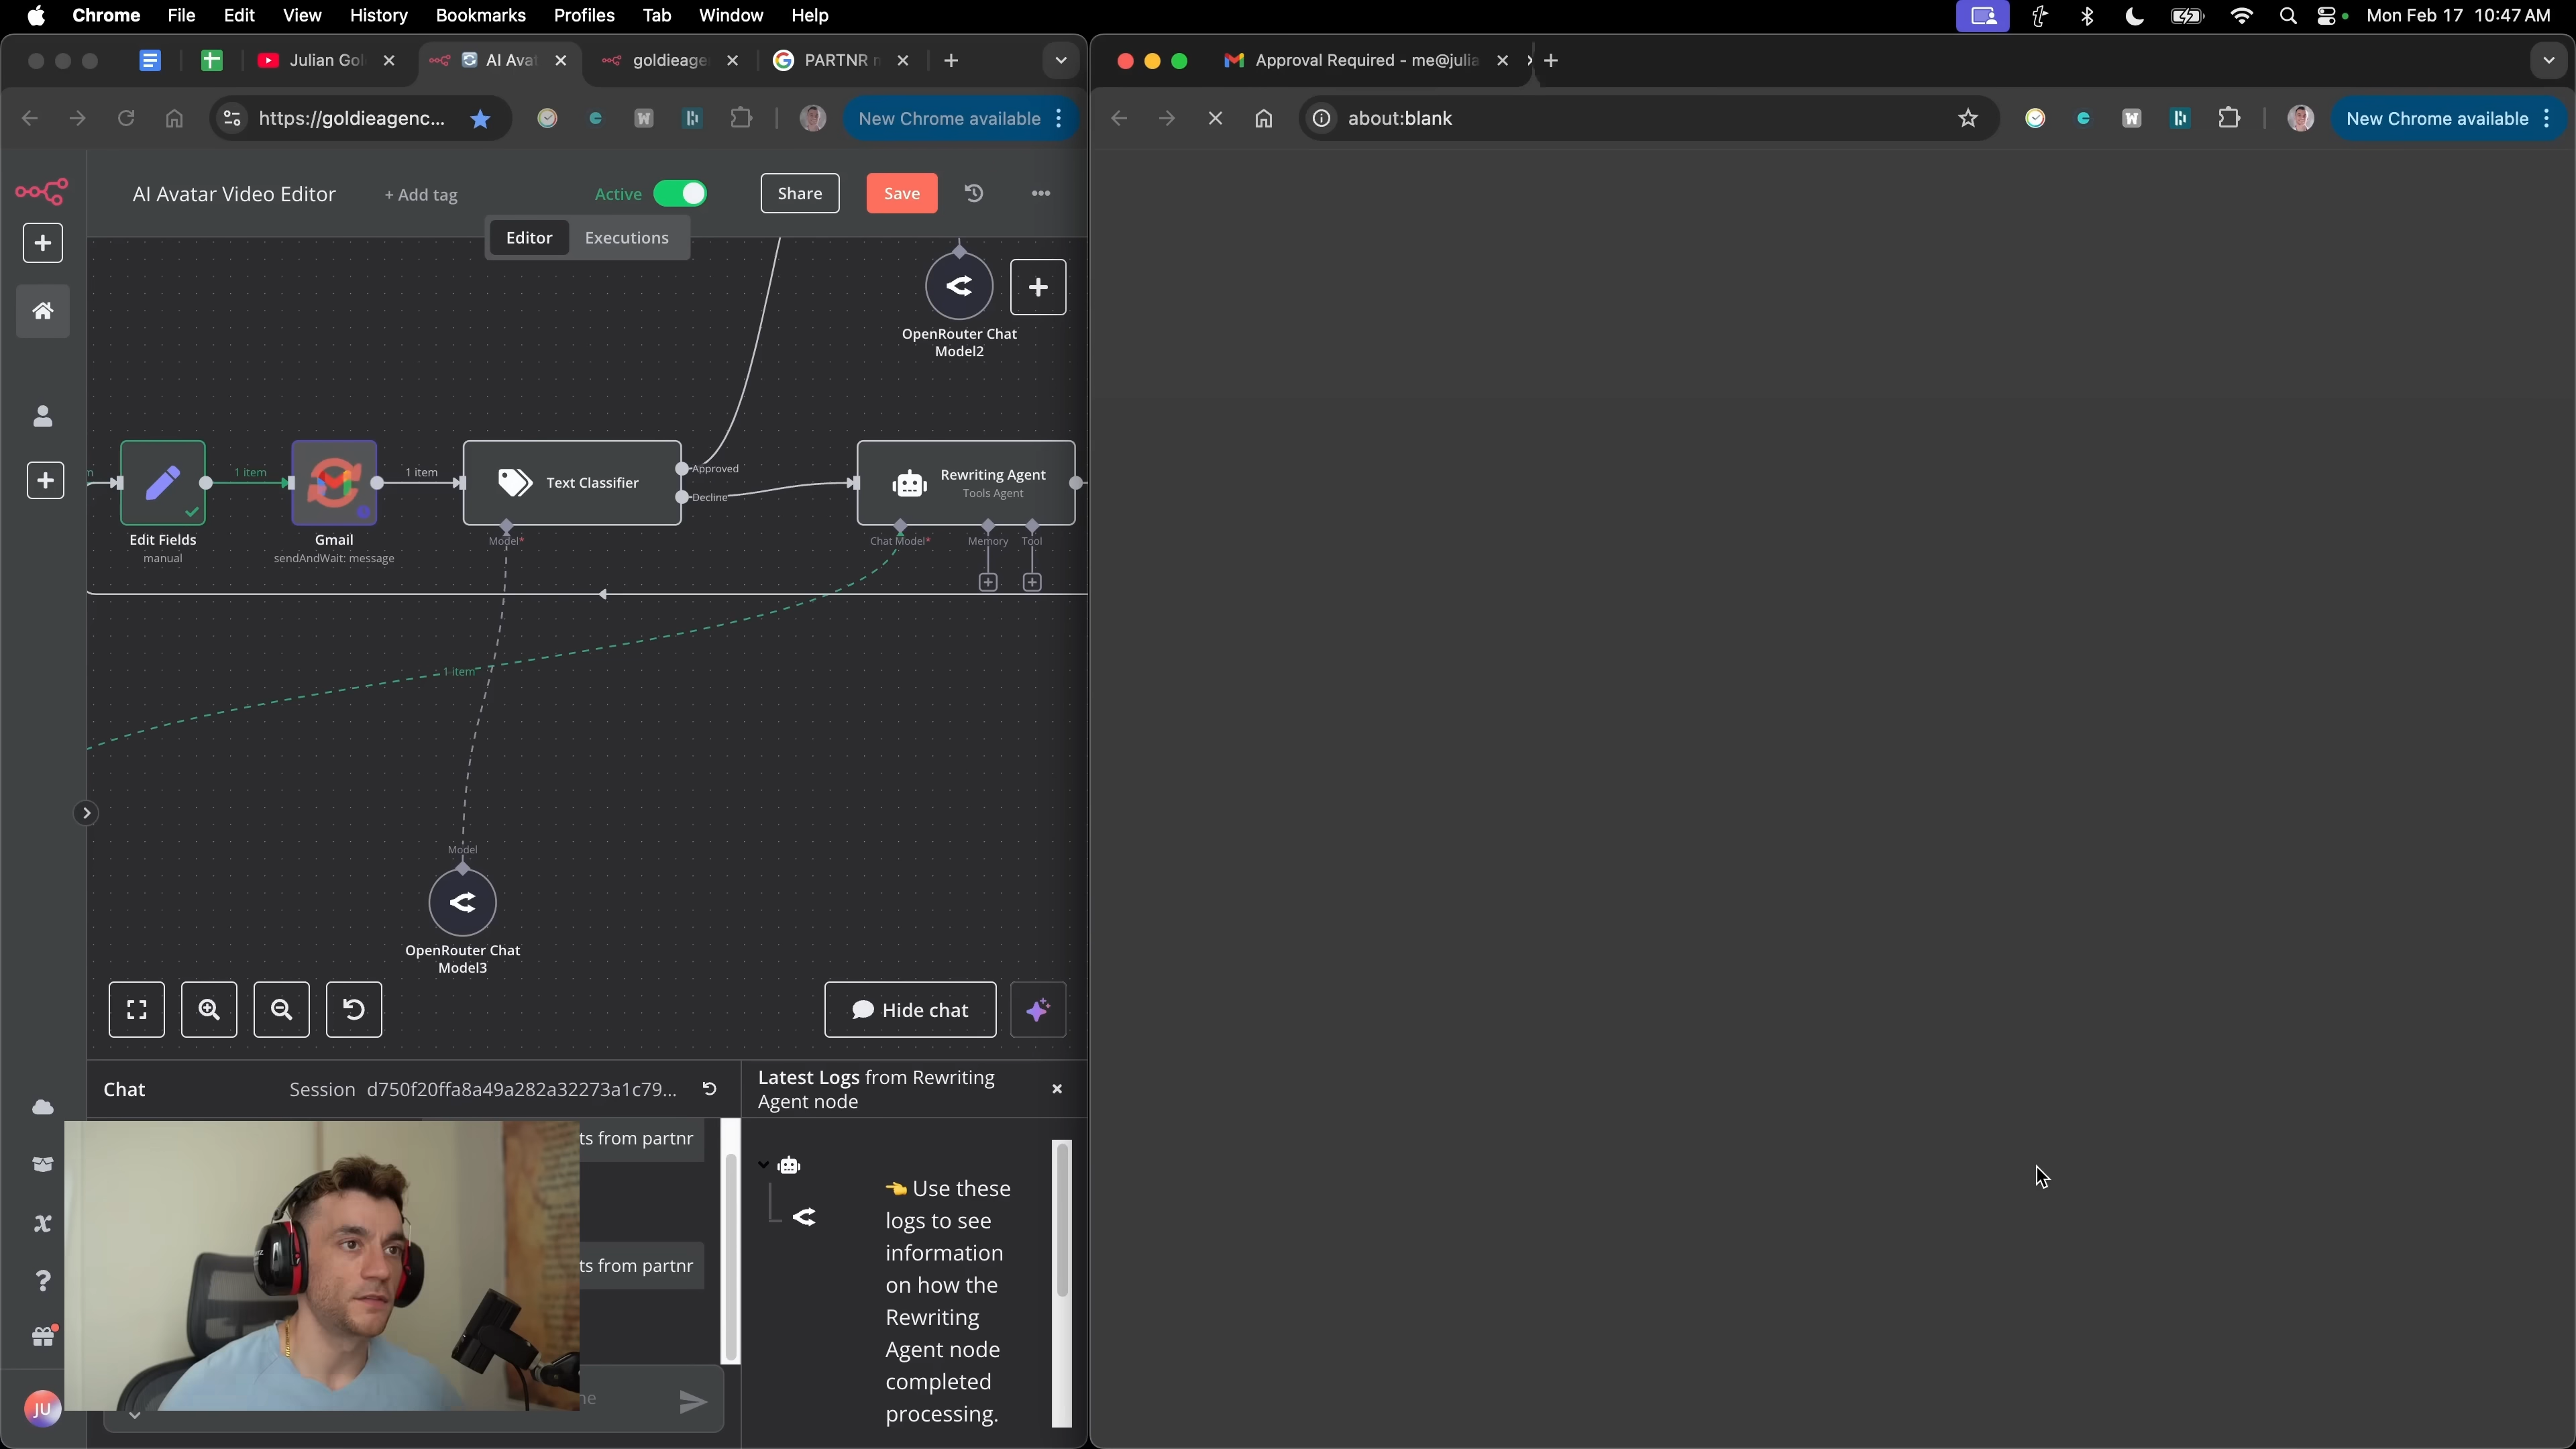 Chrome File Edit View History Bookmarks Profiles Tab Window Help
Mon Feb 17 10:47 AM
Julian Gol
AI Avat
goldieage
PARTNR
https://goldieagenc...
New Chrome available
AI Avatar Video Editor
+ Add tag
Active
Share
Save
Editor
Executions
OpenRouter Chat
Model2
1 item
1 item
Text Classifier
Approved
Decline
Rewriting Agent
Tools Agent
Edit Fields
manual
Gmail
sendAndWait: message
Model*
Chat Model*
Memory
Tool
1 item
Model
OpenRouter Chat
Model3
Hide chat
Chat
Session d750f20ffa8a49a282a32273a1c79...
ts from partnr
ts from partnr
JU
Latest Logs from Rewriting
Agent node
👈 Use these
logs to see
information
on how the
Rewriting
Agent node
completed
processing.
Approval Required - me@julia
about:blank
New Chrome available